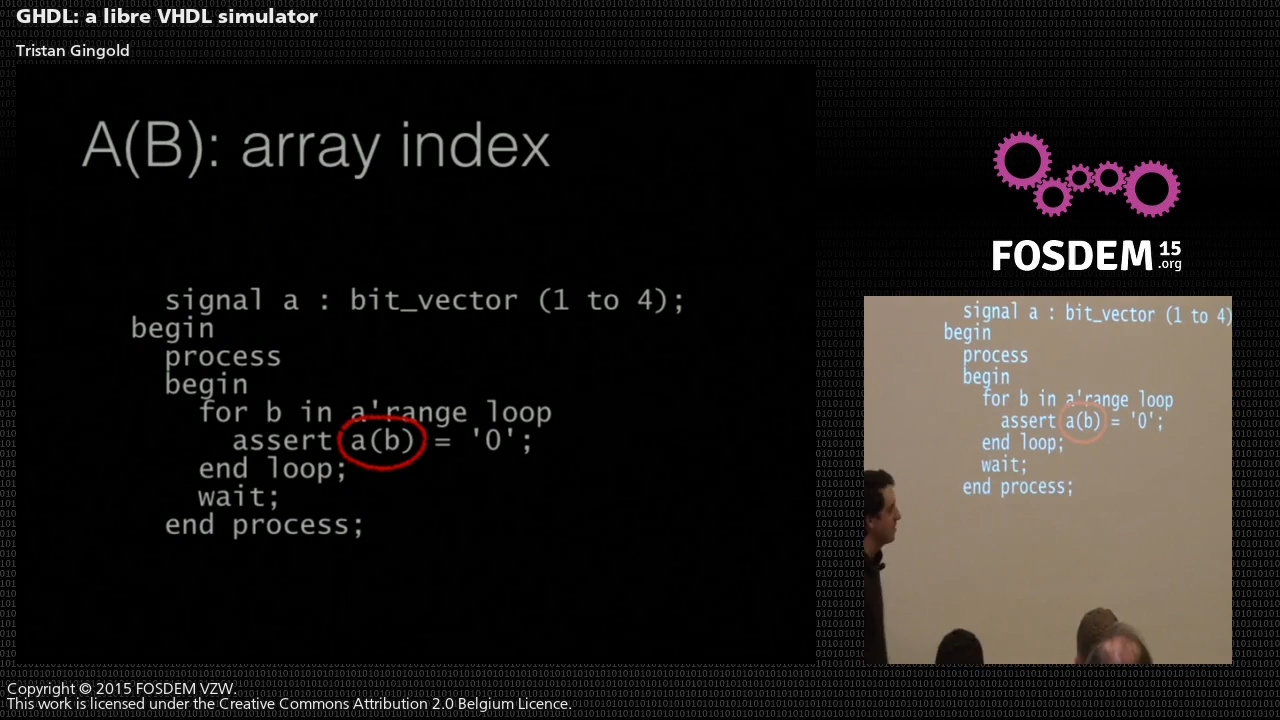 GHDL: a libre VHDL simulator
Tristan Gingold
A(B): array index
signal a : bit_vector (1 to 4);
begin
process
begin
for b in a'range loop
assert a(b) = '0';
end loop;
wait;
end process;
FOSDEM 15
.org
signal a : bit_vector (1 to 4)
begin
process
begin
for b in a'range loop
assert a(b) = '0';
end loop;
wait;
end process;
Copyright © 2015 FOSDEM VZW.
This work is licensed under the Creative Commons Attribution 2.0 Belgium Licence.